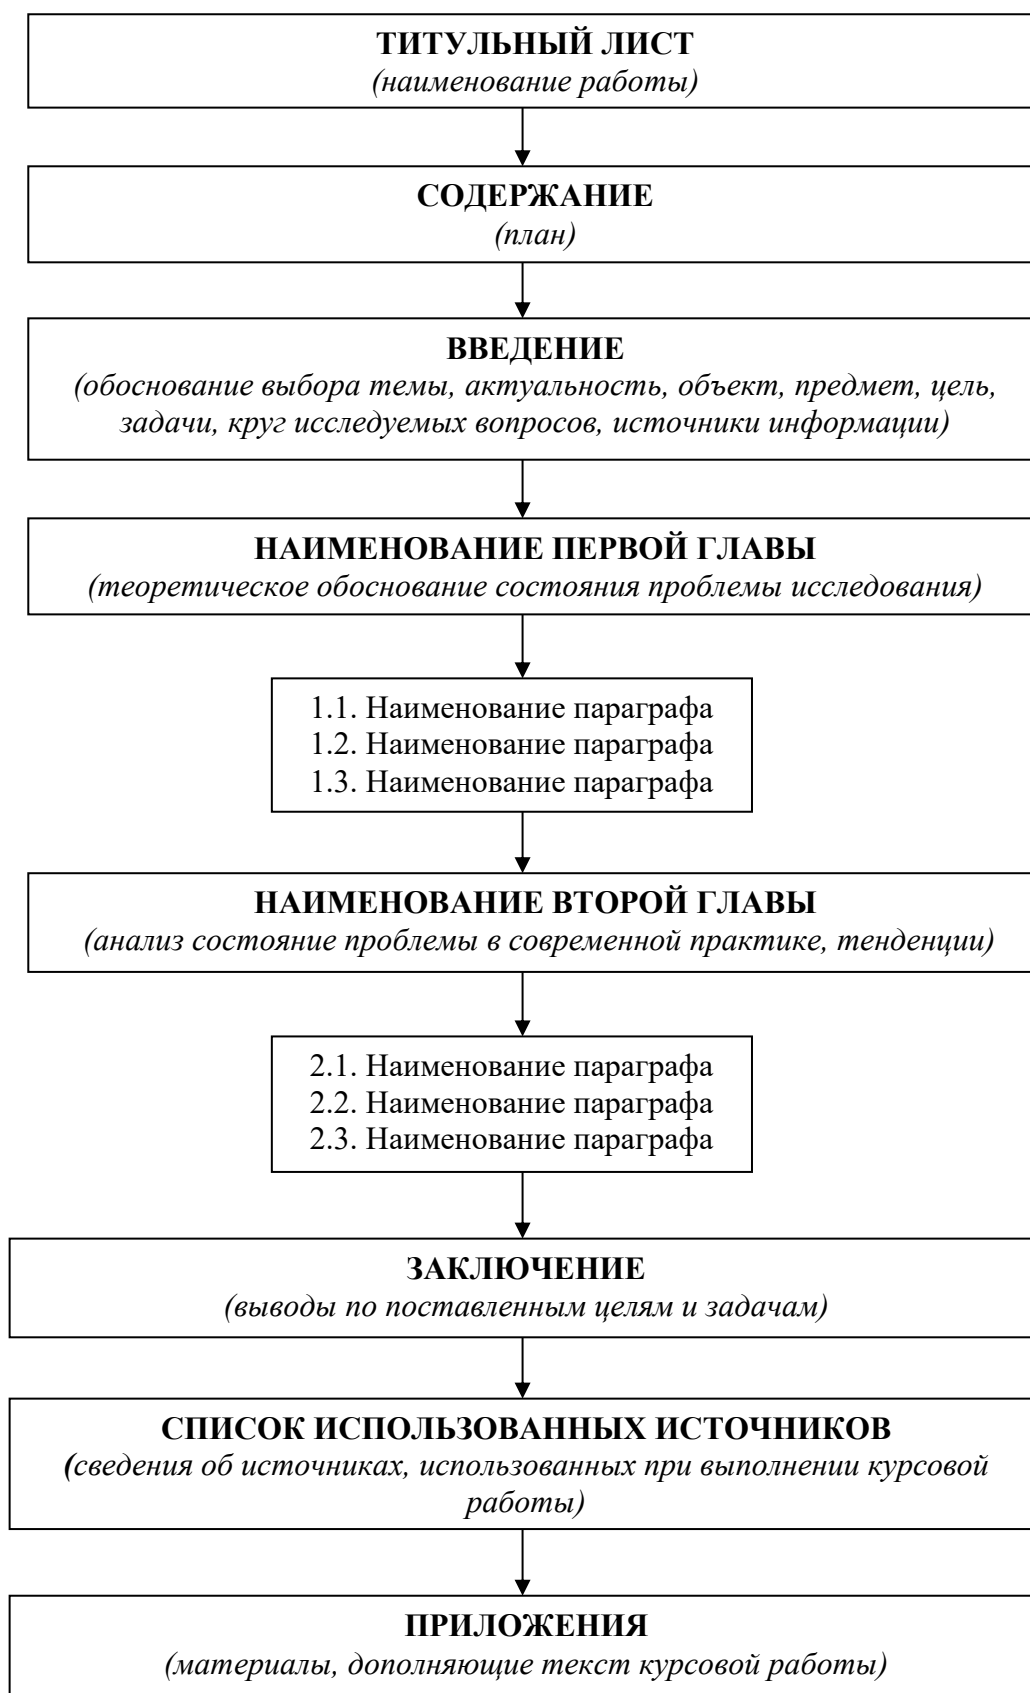 ТИТУЛЬНЫЙ ЛИСТ
(наименование работы)
СОДЕРЖАНИЕ
(план)
ВВЕДЕНИЕ
(обоснование выбора темы, актуальность, объект, предмет, цель,
задачи, круг исследуемых вопросов, источники информации)
НАИМЕНОВАНИЕ ПЕРВОЙ ГЛАВЫ
(теоретическое обоснование состояния проблемы исследования)
1.1. Наименование параграфа
1.2. Наименование параграфа
1.3. Наименование параграфа
НАИМЕНОВАНИЕ ВТОРОЙ ГЛАВЫ
(анализ состояние проблемы в современной практике, тенденции)
2.1. Наименование параграфа
2.2. Наименование параграфа
2.3. Наименование параграфа
ЗАКЛЮЧЕНИЕ
(выводы по поставленным целям и задачам)
СПИСОК ИСПОЛЬЗОВАННЫХ ИСТОЧНИКОВ
(сведения об источниках, использованных при выполнении курсовой
работы)
ПРИЛОЖЕНИЯ
(материалы, дополняющие текст курсовой работы)